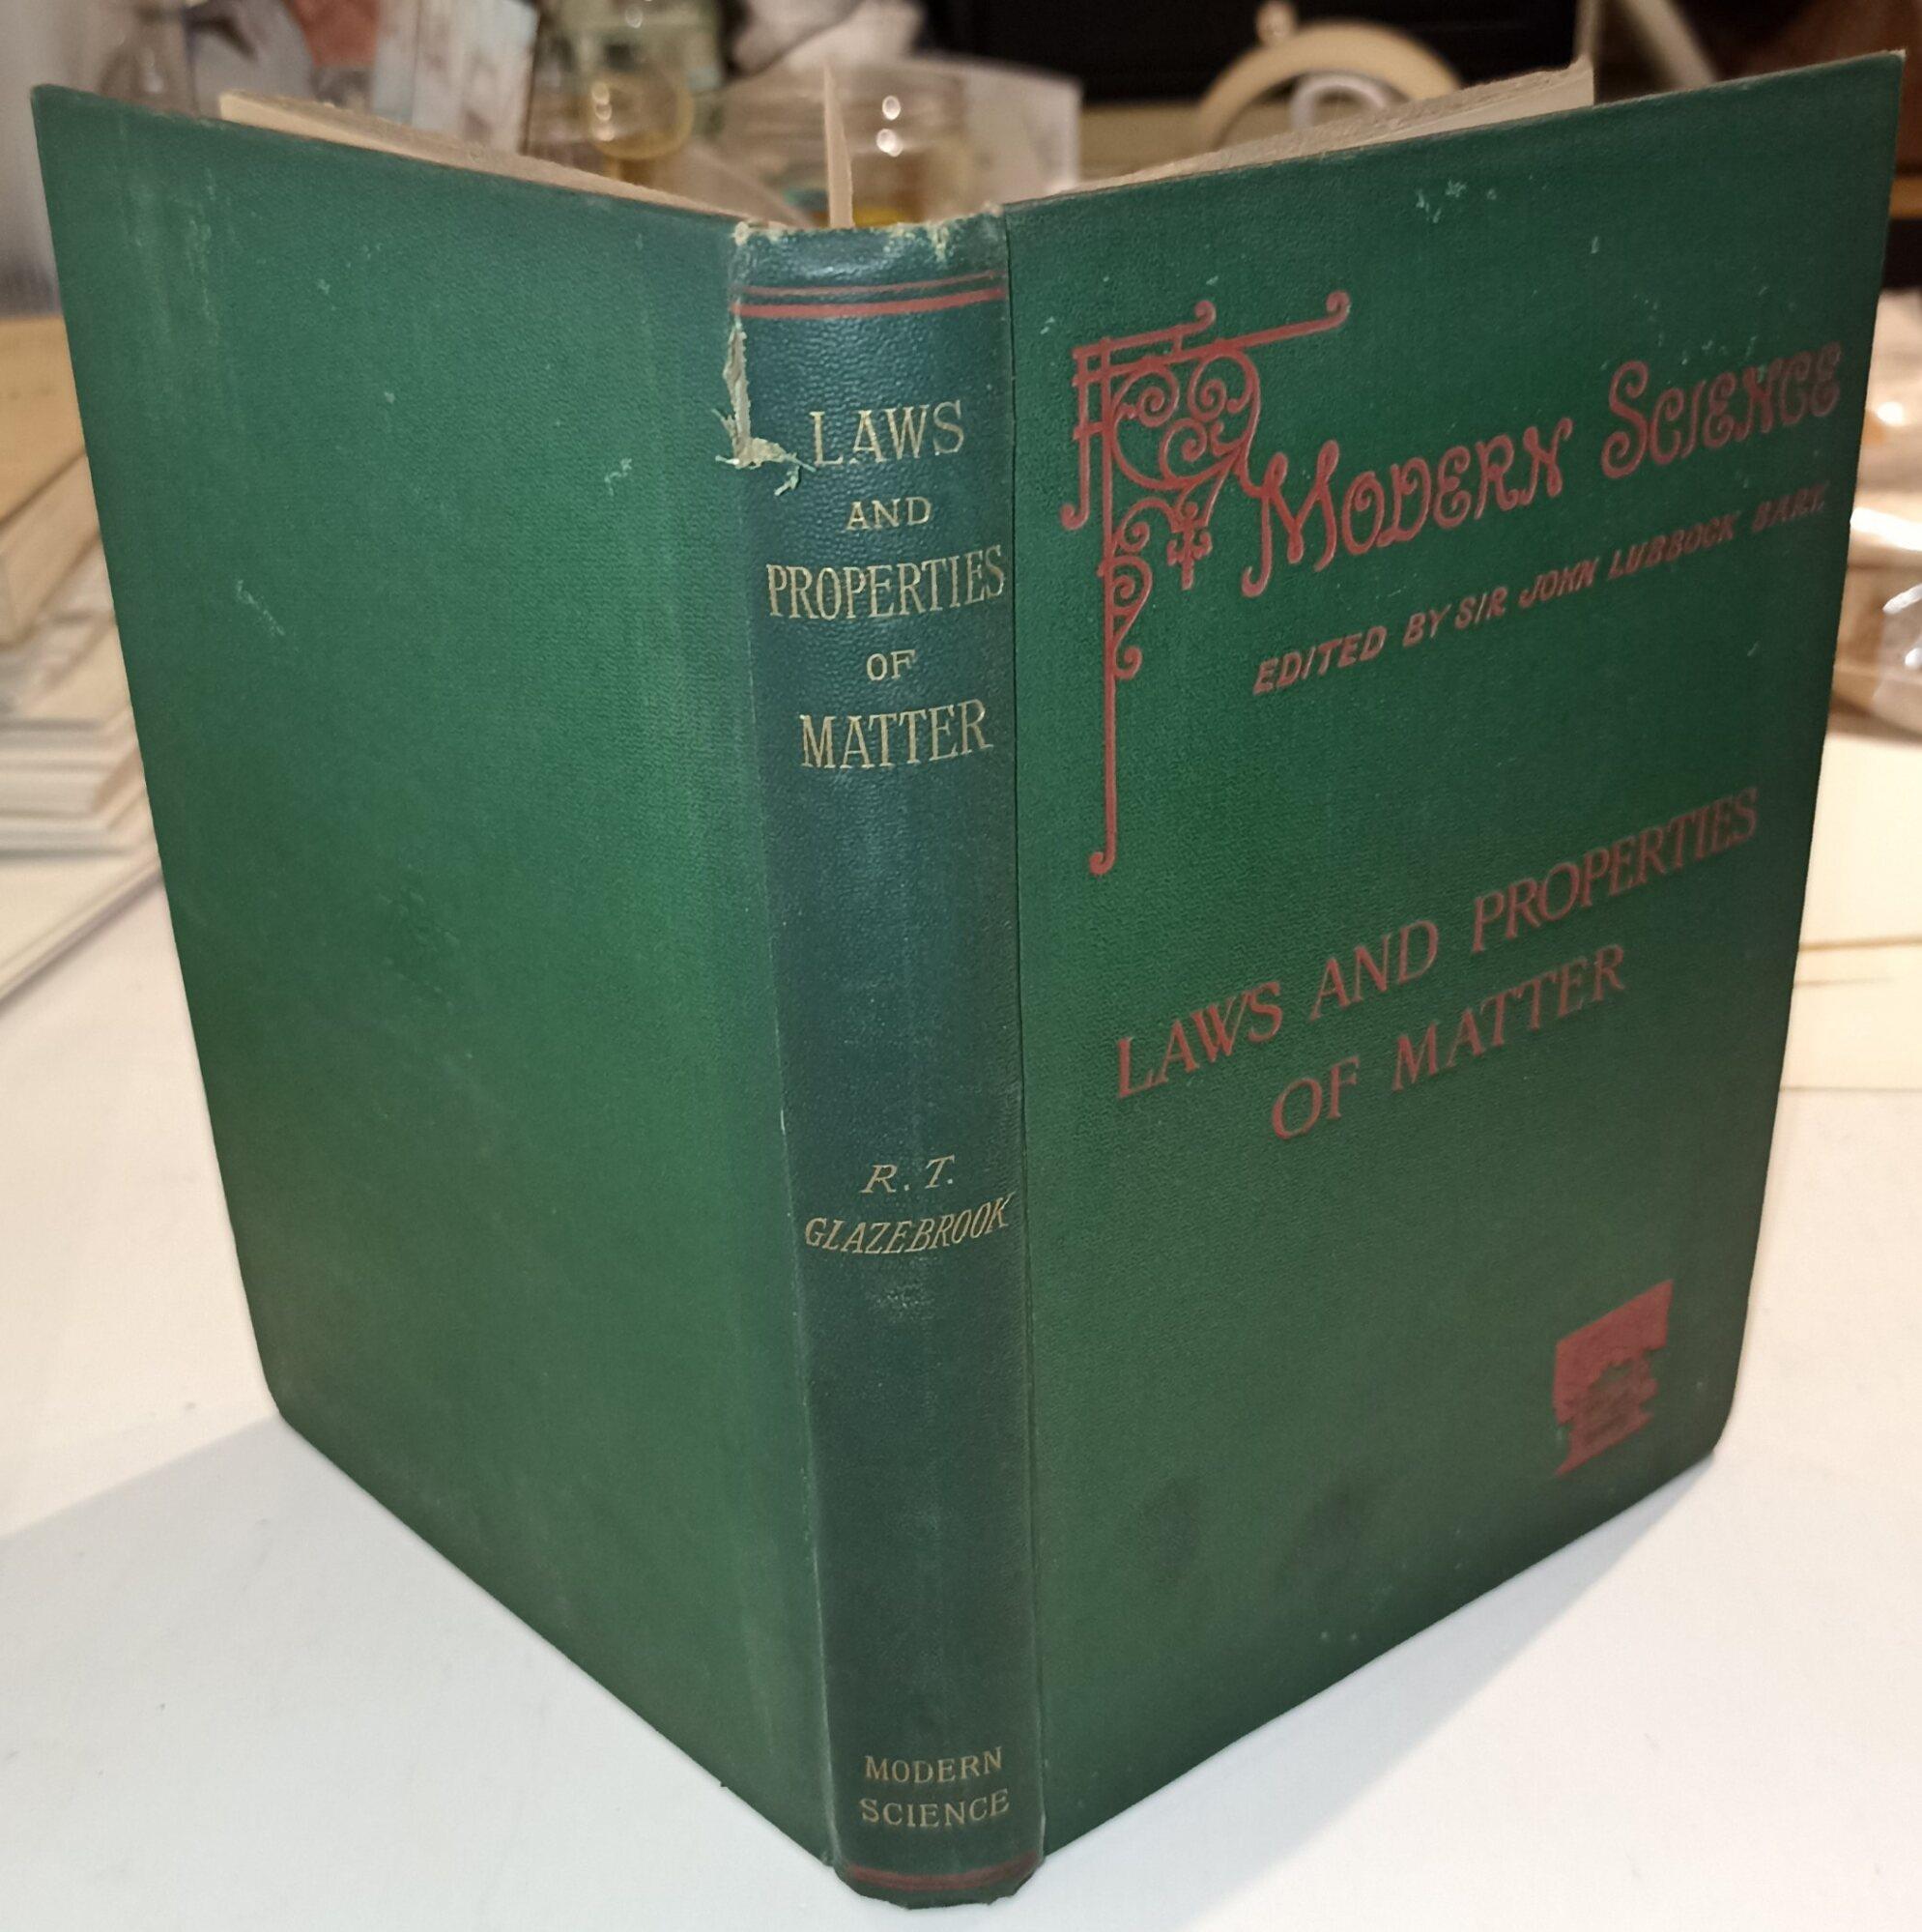 LAWS
AND
PROPERTIES
OF
MATTER
R. T.
GLAZEBROOK
MODERN
SCIENCE
MODERN SCIENCE
EDITED BY SIR JOHN LUBBOCK BART.
LAWS AND PROPERTIES
OF MATTER